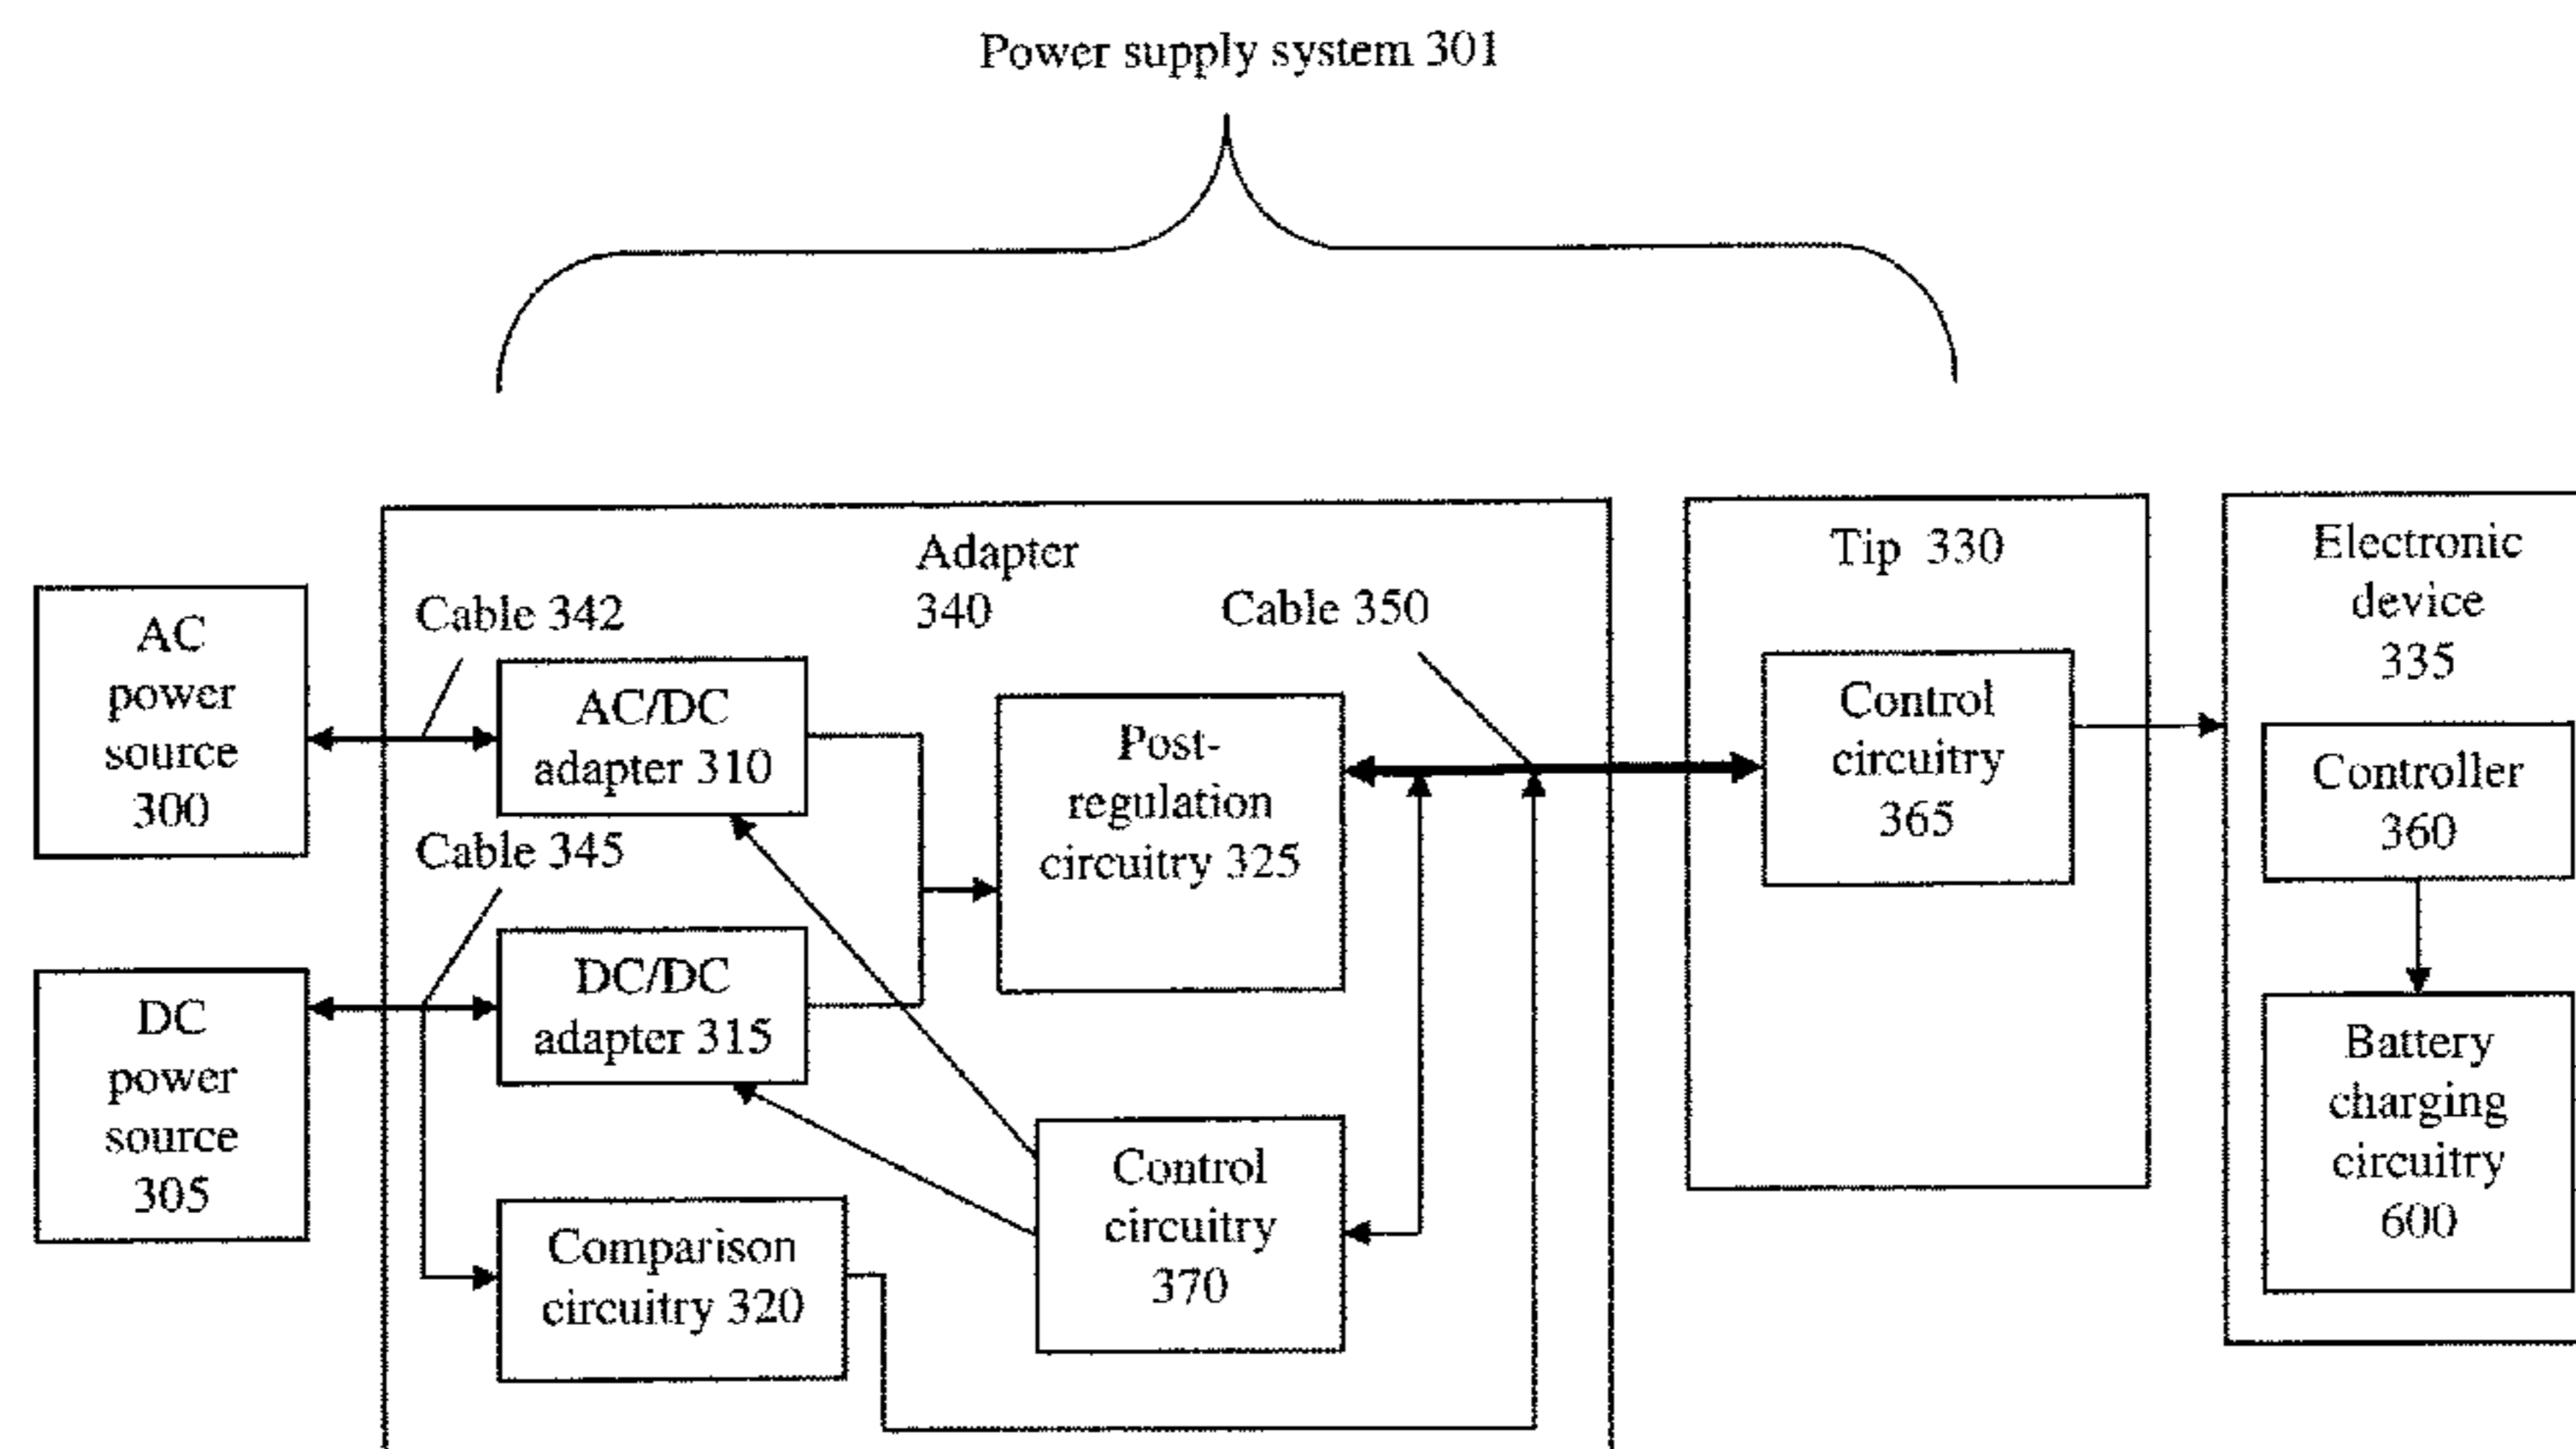 Power supply system 301
Adapter
340
Cable 342
Cable 350
Tip 330
Electronic
device
335
AC
power
source
300
AC/DC
adapter 310
Post-
regulation
circuitry 325
Control
circuitry
365
Controller
360
Cable 345
DC
power
source
305
DC/DC
adapter 315
Comparison
circuitry 320
Control
circuitry
370
Battery
charging
circuitry
600